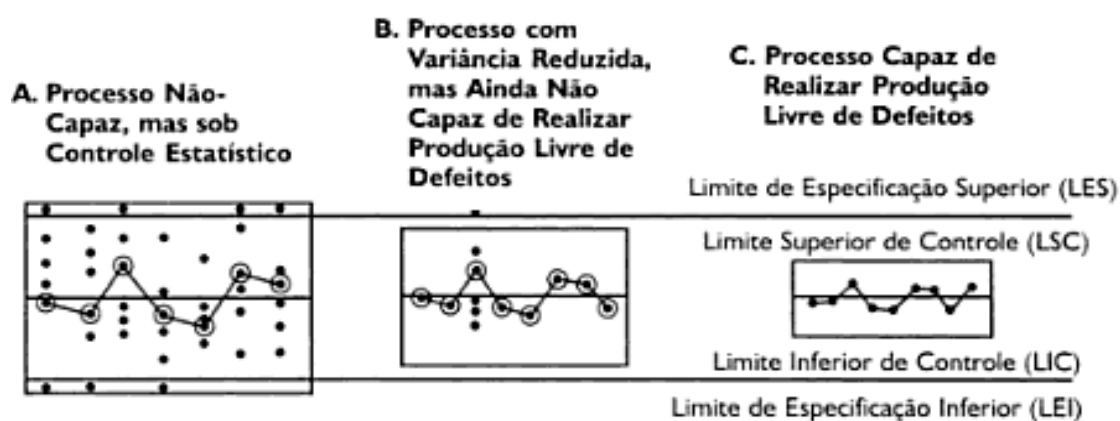 A. Processo Não-
Capaz, mas sob
Controle Estatístico
B. Processo com
Variância Reduzida,
mas Ainda Não
Capaz de Realizar
Produção Livre de
Defeitos
C. Processo Capaz de
Realizar Produção
Livre de Defeitos
Limite de Especificação Superior (LES)
Limite Superior de Controle (LSC)
Limite Inferior de Controle (LIC)
Limite de Especificação Inferior (LEI)